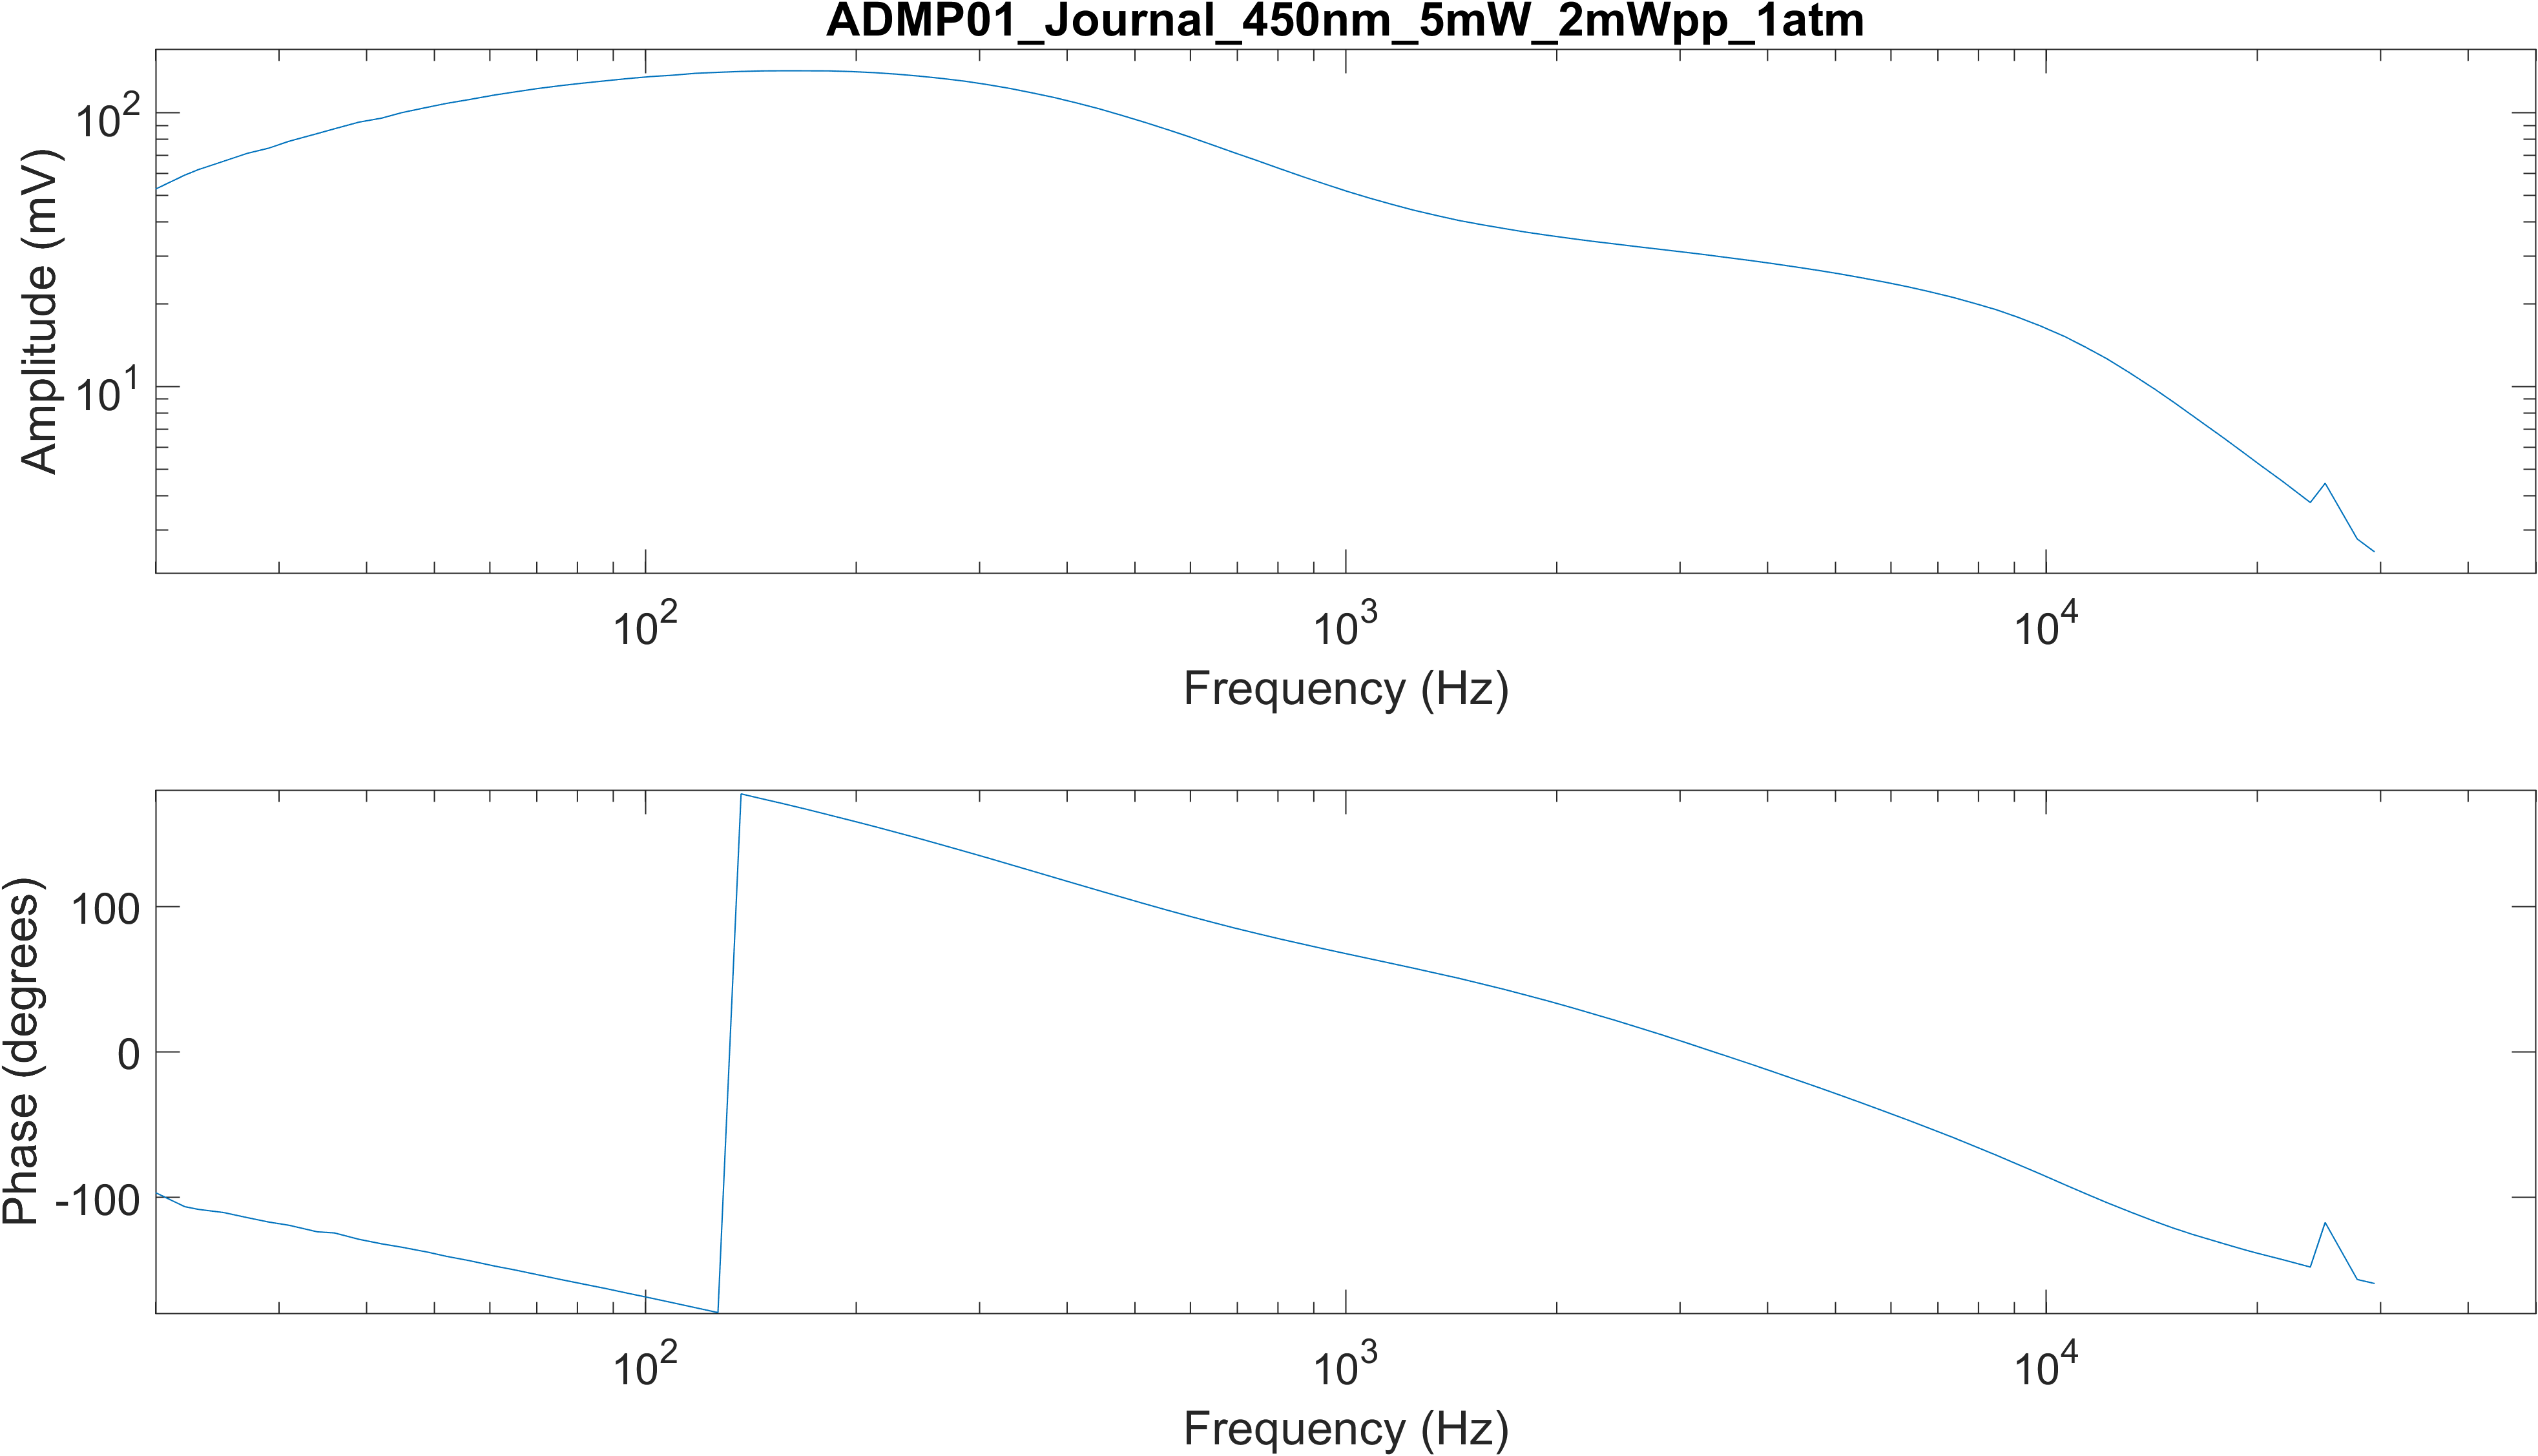 ADMP01_Journal_450nm_5mW_2mWpp_1atm
Amplitude (mV)
10^2
10^1
10^2 10^3 10^4
Frequency (Hz)
Phase (degrees)
100
0
-100
10^2 10^3 10^4
Frequency (Hz)